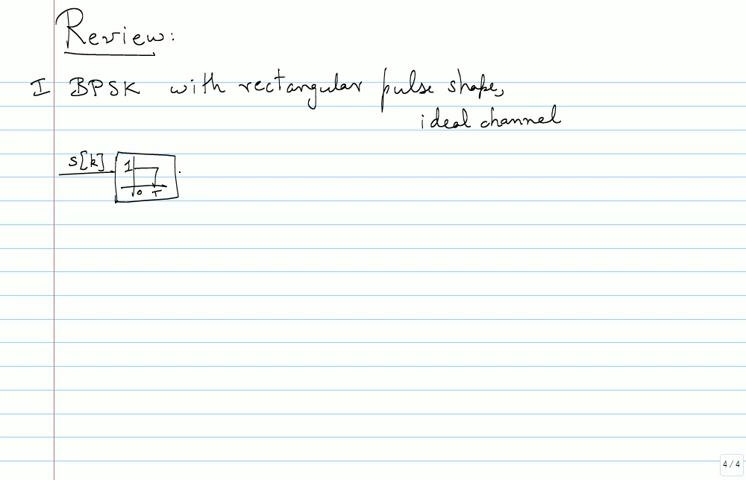 Review:
I BPSK with rectangular pulse shape,
ideal channel
S[k]
1
0 T
4 / 4